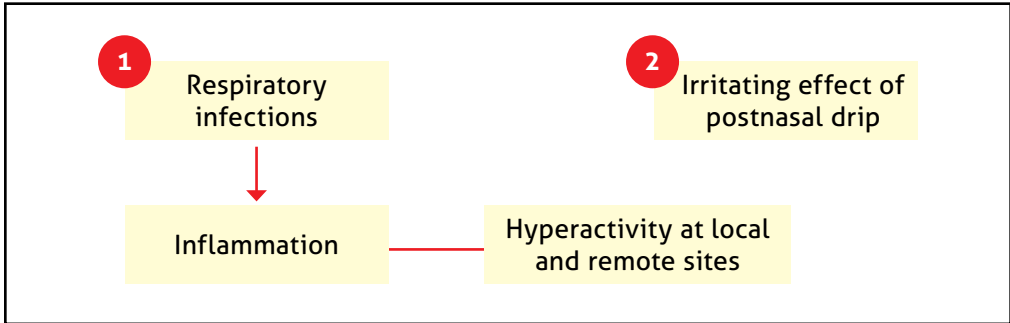 1
Respiratory
infections
2
Irritating effect of
postnasal drip
Inflammation
Hyperactivity at local
and remote sites